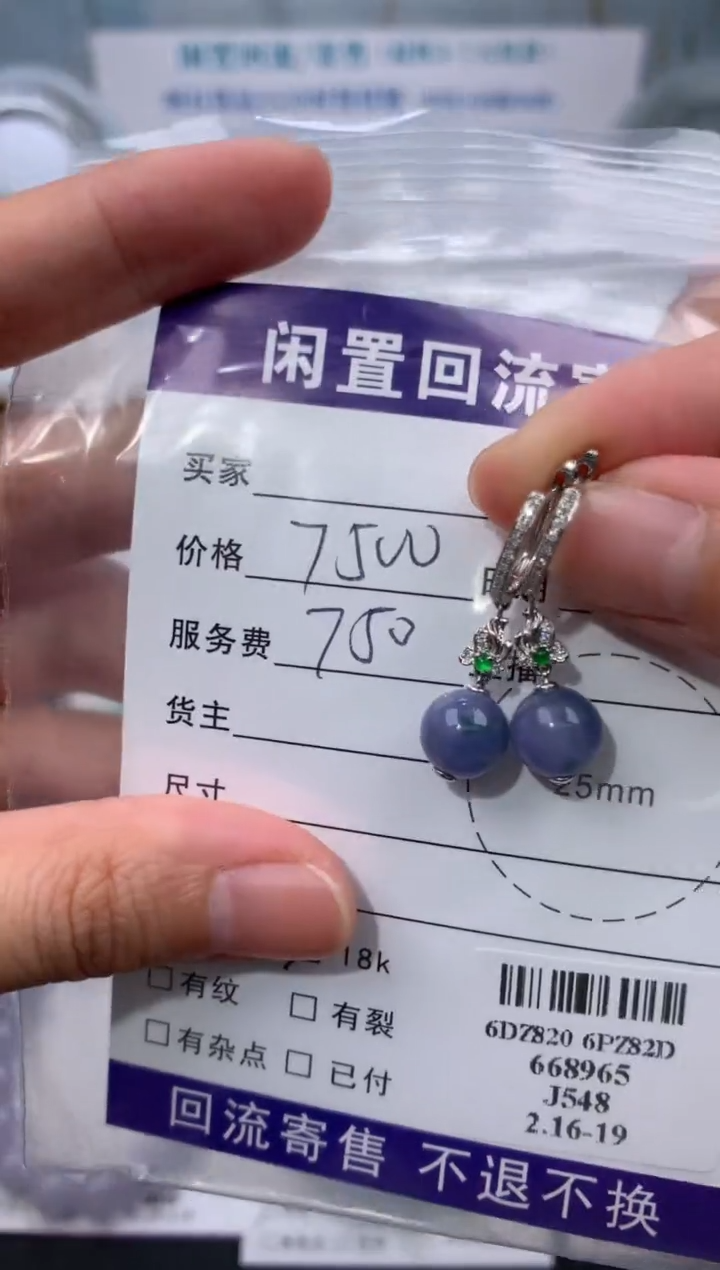 闲置回流
买家
价格 7500
服务费 750
货主
尺寸
25mm
18k
□有纹 □有裂
□有杂点 □已付
6DZ820 6PZ82D
668965
J548
2.16-19
回流寄售 不退不换